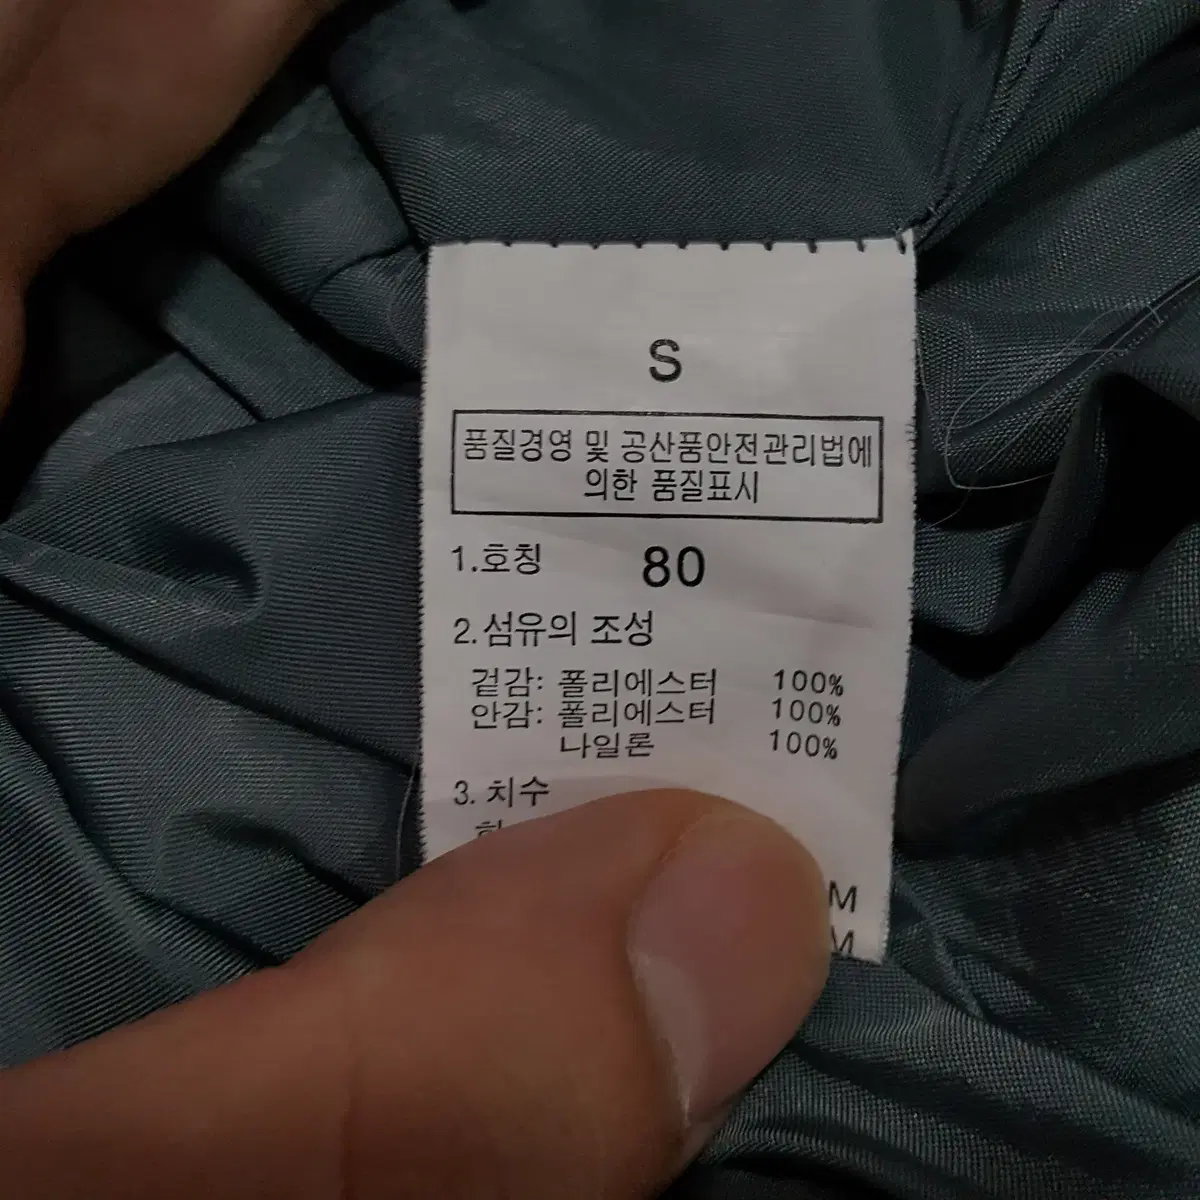 S
품질경영 및 공산품안전관리법에
의한 품질표시
1.호칭 80
2.섬유의 조성
겉감: 폴리에스터 100%
안감: 폴리에스터 100%
나일론 100%
3. 치수
M
M